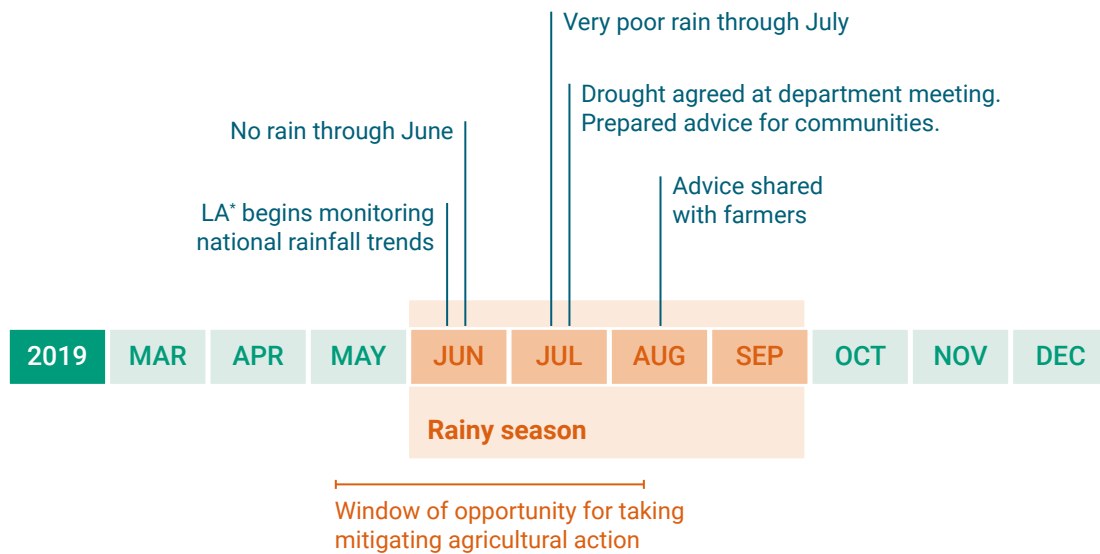 Very poor rain through July
Drought agreed at department meeting.
Prepared advice for communities.
No rain through June
Advice shared
with farmers
LA* begins monitoring
national rainfall trends
2019 MAR APR MAY JUN JUL AUG SEP OCT NOV DEC
Rainy season
Window of opportunity for taking
mitigating agricultural action